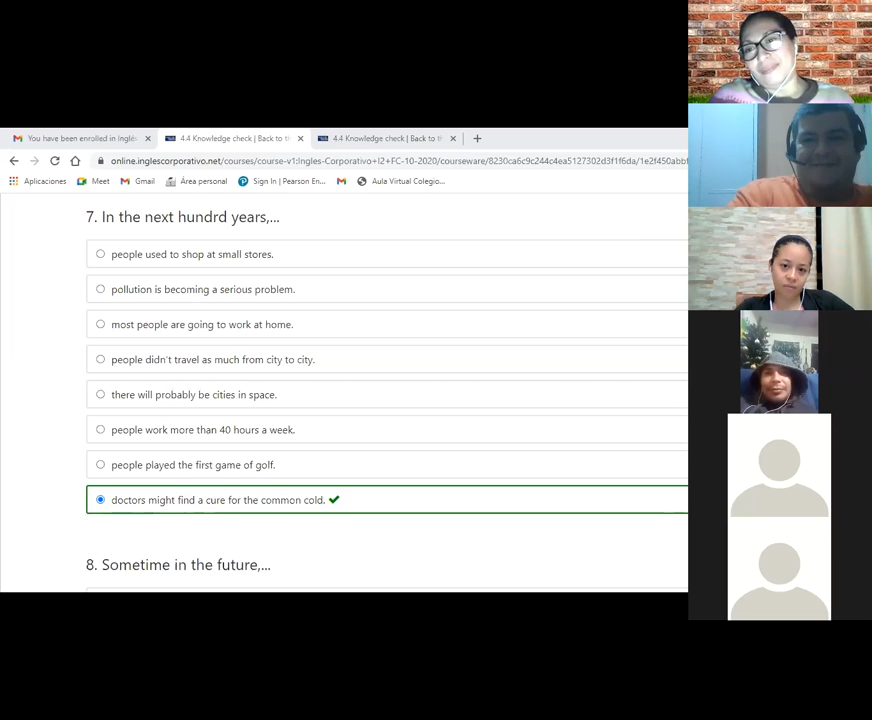 You have been enrolled in Inglé
4.4 Knowledge check | Back to th
4.4 Knowledge check | Back to th
online.inglescorporativo.net/courses/course-v1:Ingles-Corporativo+I2+FC-10-2020/courseware/8230ca6c9c244c4ea5127302d3f1f6da/1e2f450abbf
Aplicaciones
Meet
Gmail
Área personal
Sign In | Pearson En...
Aula Virtual Colegio...
7. In the next hundrd years,...
people used to shop at small stores.
pollution is becoming a serious problem.
most people are going to work at home.
people didn't travel as much from city to city.
there will probably be cities in space.
people work more than 40 hours a week.
people played the first game of golf.
doctors might find a cure for the common cold.
8. Sometime in the future,...